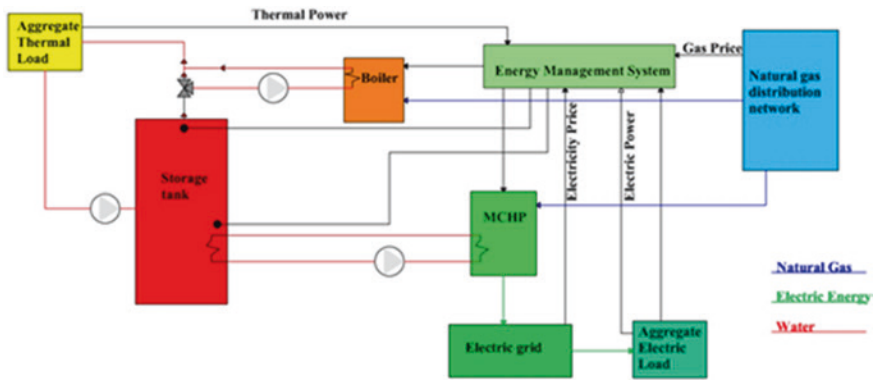 Thermal Power
Aggregate
Thermal
Load
Boiler
Energy Management System
Gas Price
Natural gas
distribution
network
Storage
tank
Electricity Price
Electric Power
MCHP
Natural Gas
Electric Energy
Water
Electric grid
Aggregate
Electric
Load